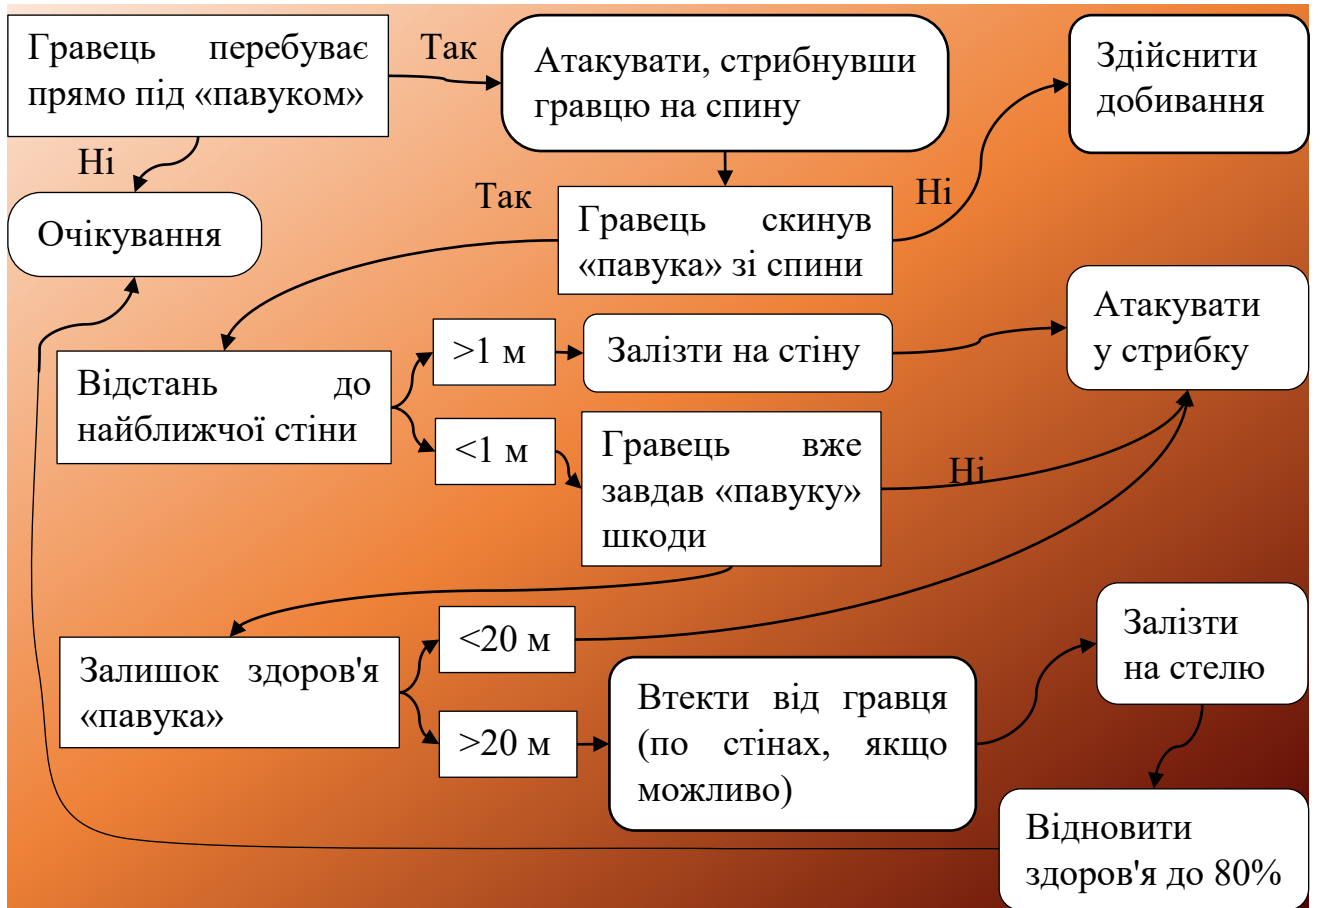 Гравець перебуває
прямо під «павуком»
Так
Атакувати, стрибнувши
гравцю на спину
Здійснити
добивання
Ні
Очікування
Так
Гравець скинув
«павука» зі спини
Ні
Відстань до
найближчої стіни
>1 м
Залізти на стіну
Атакувати
у стрибку
<1 м
Гравець вже
завдав «павуку»
шкоди
Ні
Залишок здоров'я
«павука»
<20 м
>20 м
Втекти від гравця
(по стінах, якщо
можливо)
Залізти
на стелю
Відновити
здоров'я до 80%